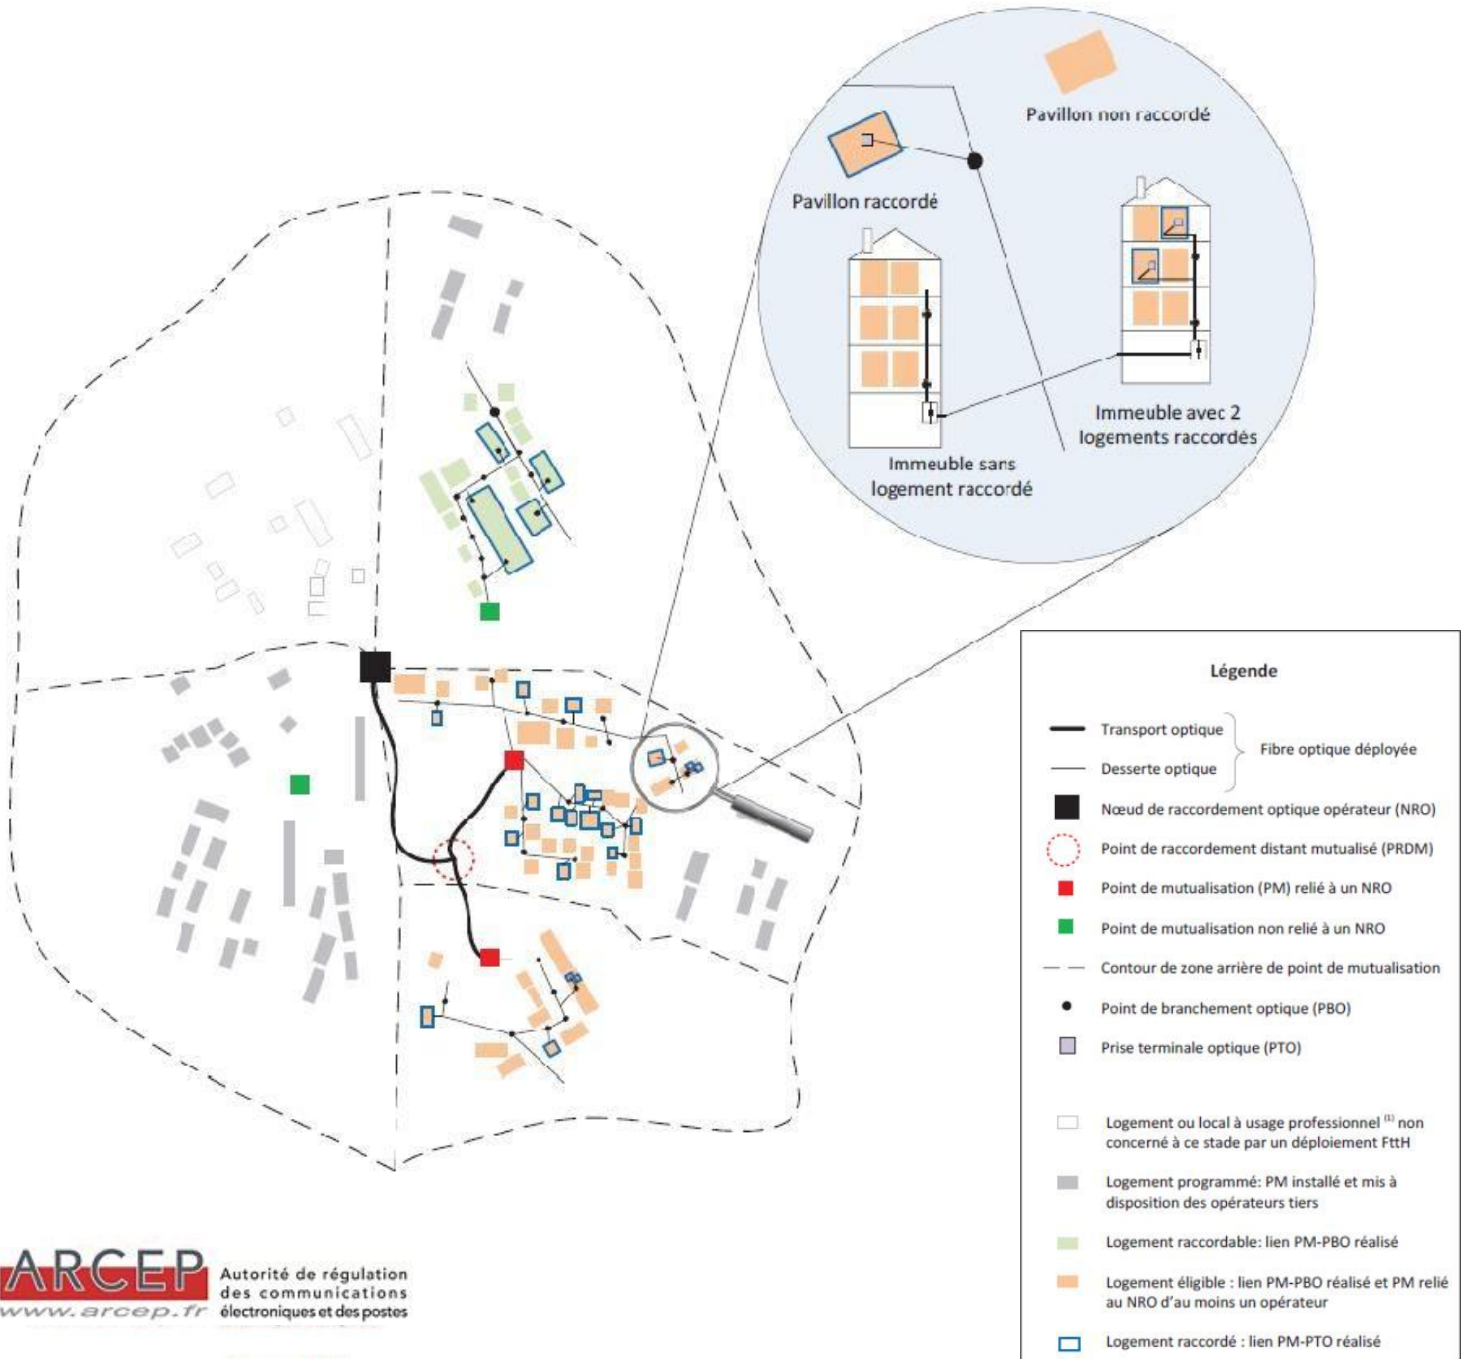 Pavillon non raccordé
Pavillon raccordé
Immeuble avec 2
logements raccordés
Immeuble sans
logement raccordé
Légende
Transport optique
Fibre optique déployée
Desserte optique
Nœud de raccordement optique opérateur (NRO)
Point de raccordement distant mutualisé (PRDM)
Point de mutualisation (PM) relié à un NRO
Point de mutualisation non relié à un NRO
Contour de zone arrière de point de mutualisation
Point de branchement optique (PBO)
Prise terminale optique (PTO)
Logement ou local à usage professionnel (1) non
concerné à ce stade par un déploiement FttH
Logement programmé: PM installé et mis à
disposition des opérateurs tiers
Logement raccordable: lien PM-PBO réalisé
Logement éligible : lien PM-PBO réalisé et PM relié
au NRO d'au moins un opérateur
Logement raccordé : lien PM-PTO réalisé
ARCEP
www.arcep.fr
Autorité de régulation
des communications
électroniques et des postes